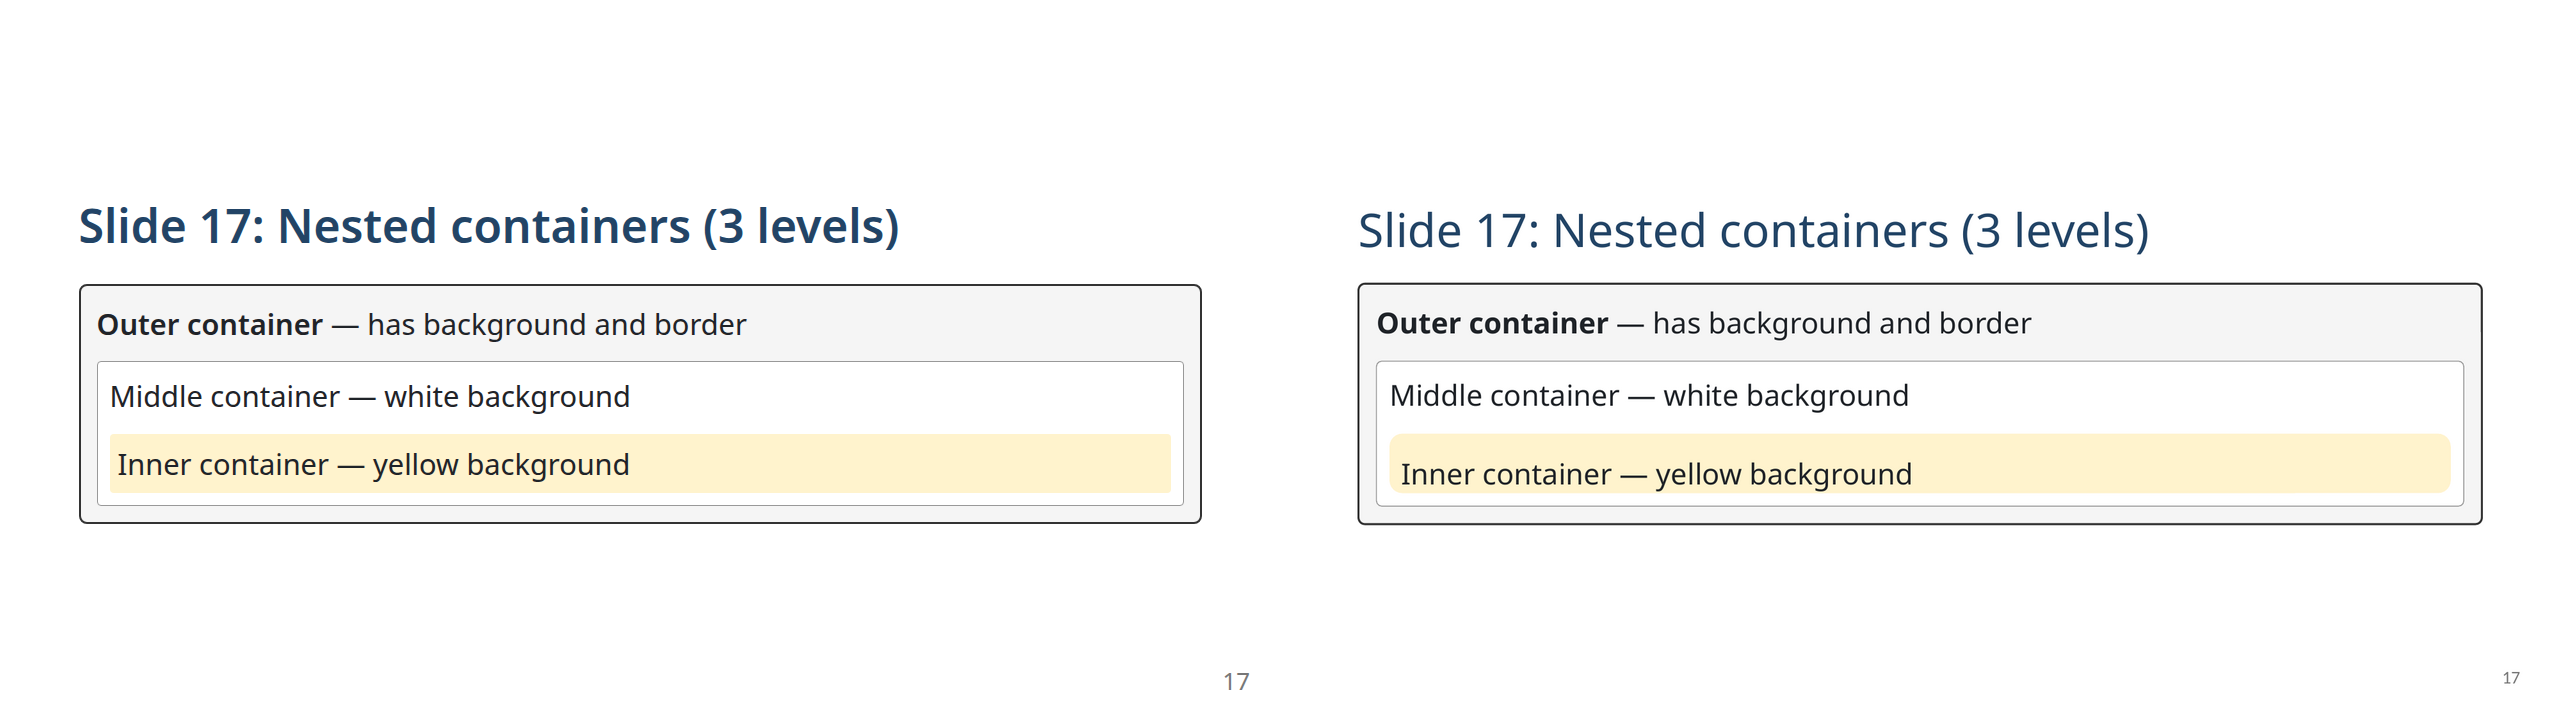 Slide 17: Nested containers (3 levels)
Outer container — has background and border
Middle container — white background
Inner container — yellow background
17
Slide 17: Nested containers (3 levels)
Outer container — has background and border
Middle container — white background
Inner container — yellow background
17